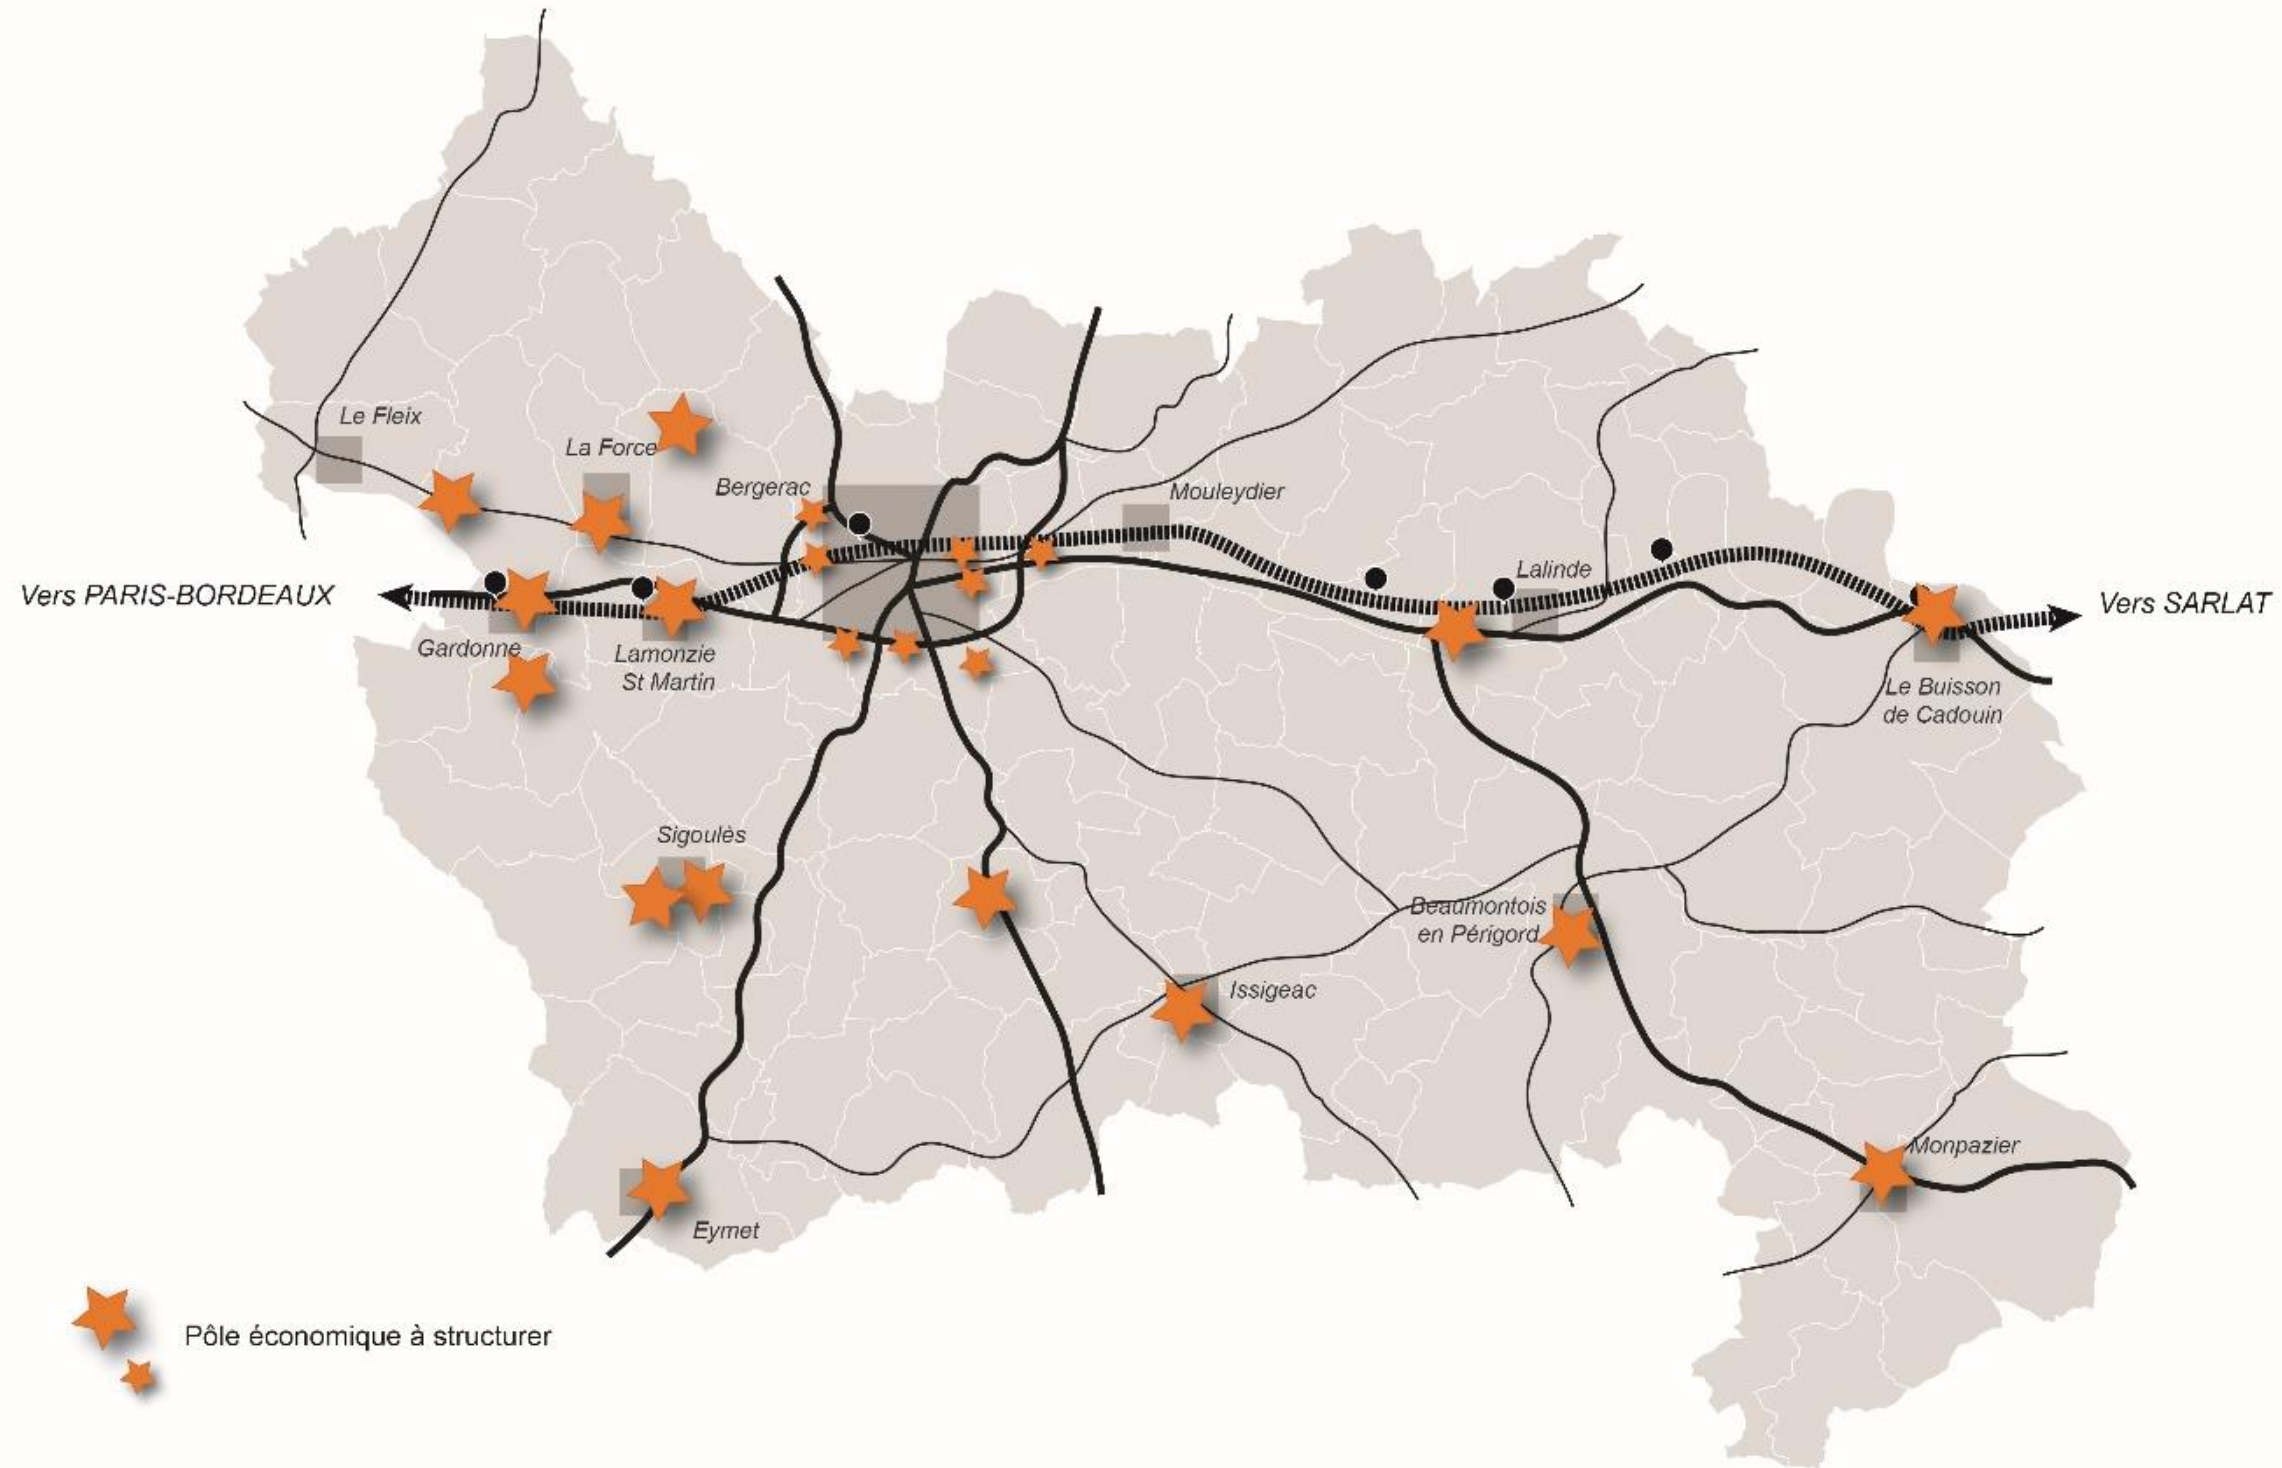 Le Fleix
La Force
Bergerac
Mouleydier
Vers PARIS-BORDEAUX
Lalinde
Vers SARLAT
Gardonne
Lamonzie
St Martin
Le Buisson
de Cadouin
Sigoulès
Beaumontois
en Périgord
Issigeac
Monpazier
Eymet
Pôle économique à structurer